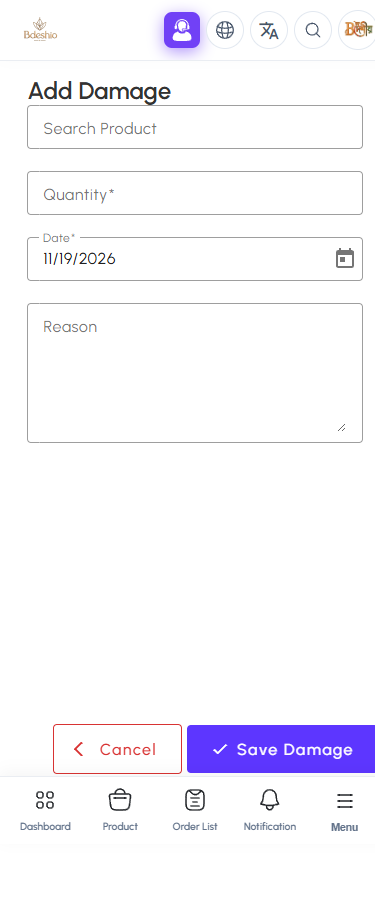 Bdeshio
Add Damage
Search Product
Quantity*
Date*
11/19/2026
Reason
Cancel
Save Damage
Dashboard
Product
Order List
Notification
Menu